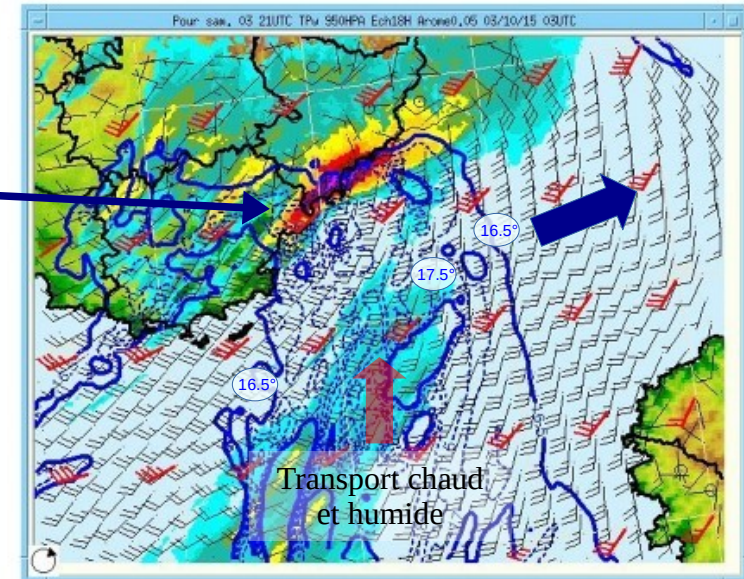 Pour sam. 03 21UTC TPw 950HPA Ech18H Arome0.05 03/10/15 03UTC
16.5°
17.5°
16.5°
Transport chaud
et humide